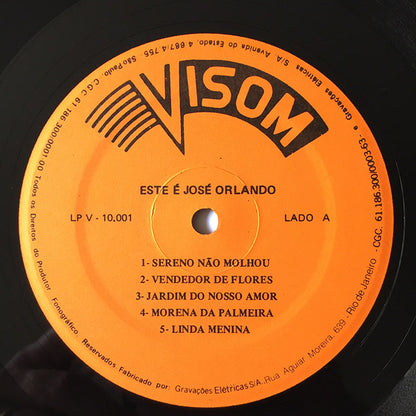 VISOM
ESTE É JOSÉ ORLANDO
LP V - 10,001
LADO A
1- SERENO NÃO MOLHOU
2- VENDEDOR DE FLORES
3- JARDIM DO NOSSO AMOR
4- MORENA DA PALMEIRA
5- LINDA MENINA
Todos os Direitos do Produtor Fonográfico Reservados Fabricado por: Gravações Elétricas S/A, Rua Aguiar Moreira, 639 - Rio de Janeiro - CGC. 61.186.300/0003-63 - e Gravações Elétricas S/A Avenida do Estado, 4 667/4 755 São Paulo. C.G.C 61 186 300.0001.00